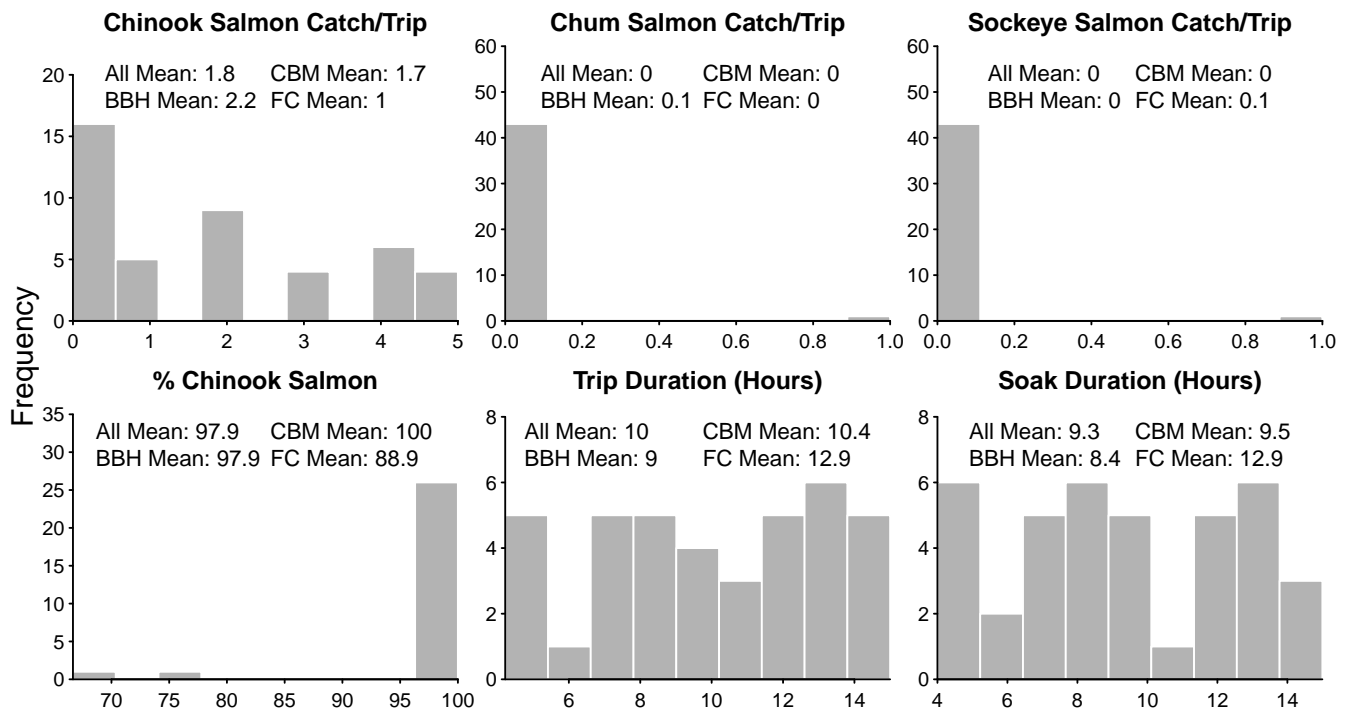 Chinook Salmon Catch/Trip
All Mean: 1.8 CBM Mean: 1.7
BBH Mean: 2.2 FC Mean: 1
20
15
10
5
0
0 1 2 3 4 5
Chum Salmon Catch/Trip
All Mean: 0 CBM Mean: 0
BBH Mean: 0.1 FC Mean: 0
60
50
40
30
20
10
0
0.0 0.2 0.4 0.6 0.8 1.0
Sockeye Salmon Catch/Trip
All Mean: 0 CBM Mean: 0
BBH Mean: 0 FC Mean: 0.1
60
50
40
30
20
10
0
0.0 0.2 0.4 0.6 0.8 1.0
Frequency
% Chinook Salmon
All Mean: 97.9 CBM Mean: 100
BBH Mean: 97.9 FC Mean: 88.9
35
30
25
20
15
10
5
0
70 75 80 85 90 95 100
Trip Duration (Hours)
All Mean: 10 CBM Mean: 10.4
BBH Mean: 9 FC Mean: 12.9
8
6
4
2
0
6 8 10 12 14
Soak Duration (Hours)
All Mean: 9.3 CBM Mean: 9.5
BBH Mean: 8.4 FC Mean: 12.9
8
6
4
2
0
4 6 8 10 12 14